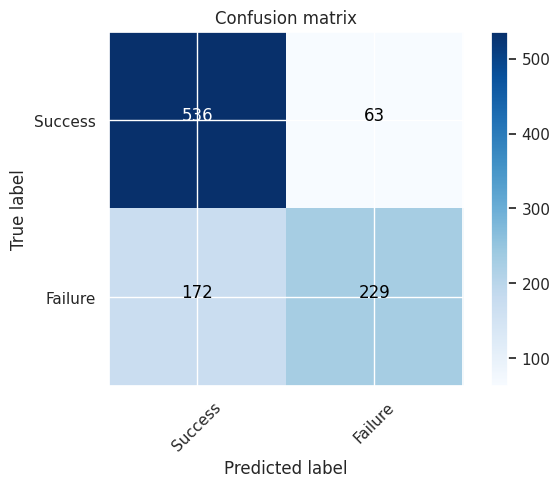 Confusion matrix
True label
Success
536
63
Failure
172
229
Success
Failure
Predicted label
500
400
300
200
100